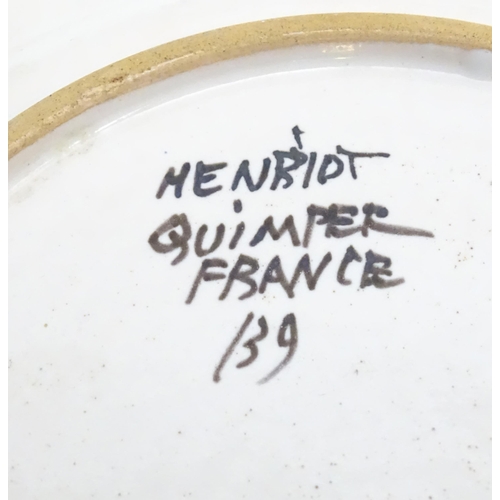 HENRIOT
QUIMPER
FRANCE
139